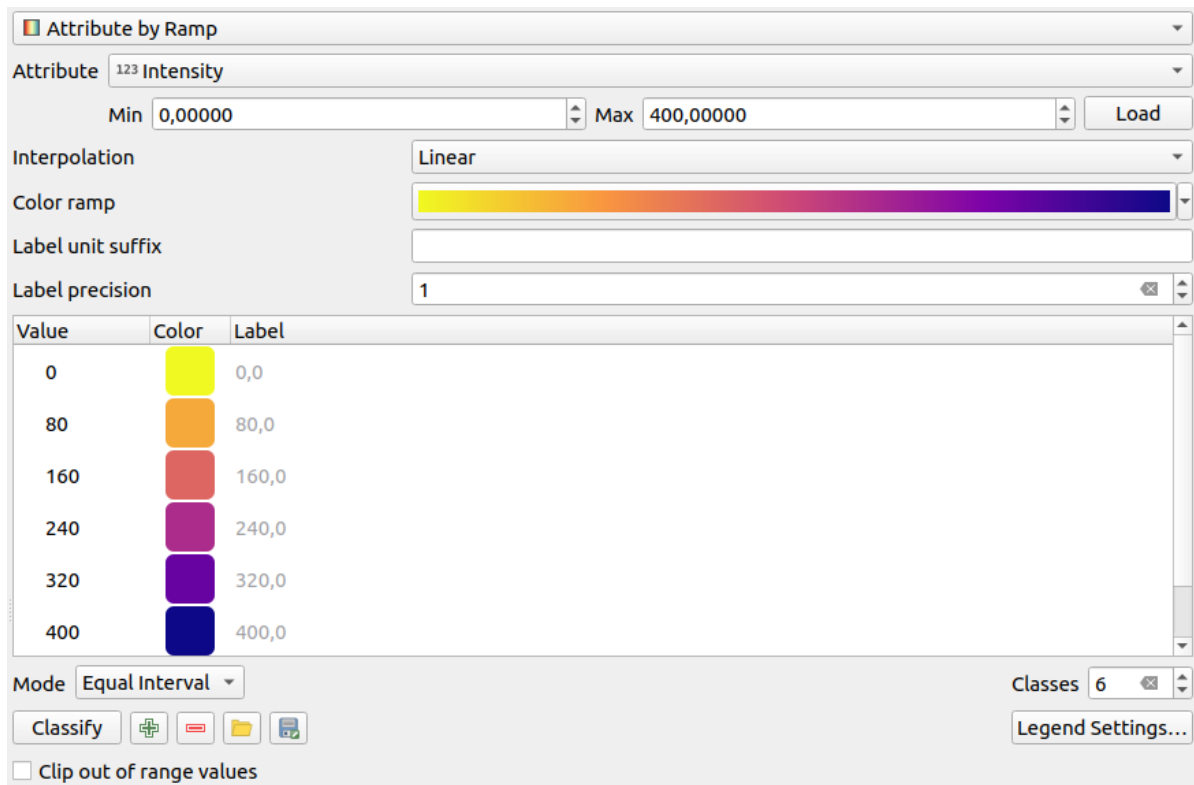 Attribute by Ramp
Attribute 123 Intensity
Min 0,00000 Max 400,00000 Load
Interpolation Linear
Color ramp
Label unit suffix
Label precision 1
Value Color Label
0 0,0
80 80,0
160 160,0
240 240,0
320 320,0
400 400,0
Mode Equal Interval Classes 6
Classify Legend Settings...
Clip out of range values